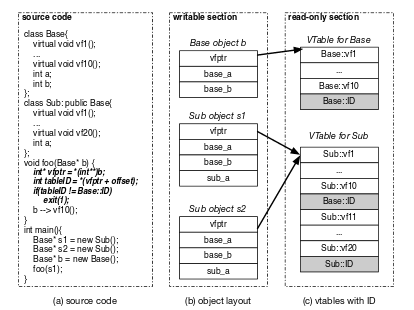 source code
class Base{
virtual void vf1();
...
virtual void vf10();
int a;
int b;
};
class Sub: public Base{
virtual void vf1();
...
virtual void vf20();
int a;
};
void foo(Base* b) {
int* vfptr = *(int**)b;
int tableID = *(vfptr + offset);
if(tableID != Base::ID)
exit(1);
b --> vf10();
}
int main(){
Base* s1 = new Sub();
Base* s2 = new Sub();
Base* b = new Base();
foo(s1);
}
(a) source code
writable section
Base object b
vfptr
base_a
base_b
Sub object s1
vfptr
base_a
base_b
sub_a
Sub object s2
vfptr
base_a
base_b
sub_a
(b) object layout
read-only section
VTable for Base
Base::vf1
...
Base::vf10
Base::ID
VTable for Sub
Sub::vf1
...
Sub::vf10
Base::ID
Sub::vf11
...
Sub::vf20
Sub::ID
(c) vtables with ID